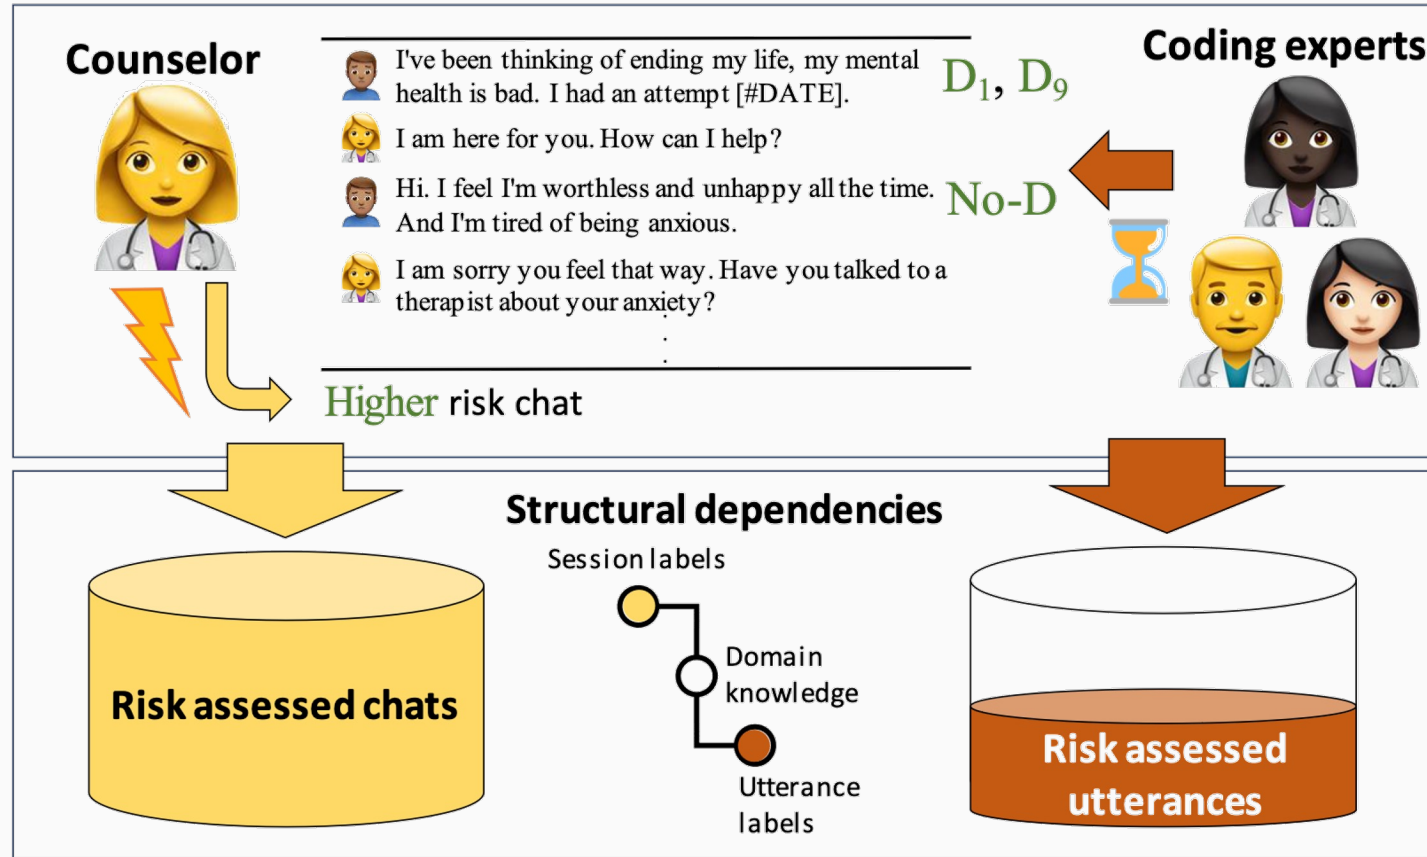 Counselor
I've been thinking of ending my life, my mental
health is bad. I had an attempt [#DATE].
D₁, D₉
I am here for you. How can I help?
Hi. I feel I'm worthless and unhappy all the time.
And I'm tired of being anxious.
No-D
I am sorry you feel that way. Have you talked to a
therapist about your anxiety?
.
.
.
Higher risk chat
Coding experts
Structural dependencies
Session labels
Domain
knowledge
Utterance
labels
Risk assessed chats
Risk assessed
utterances